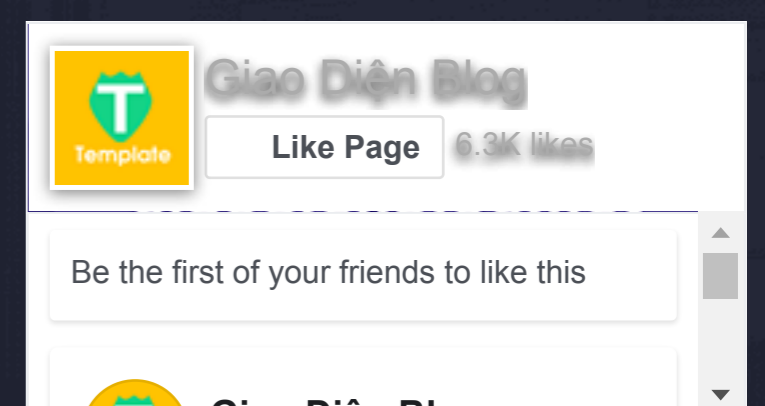 Giao Diện Blog
T
Template
Like Page
6.3K likes
Be the first of your friends to like this